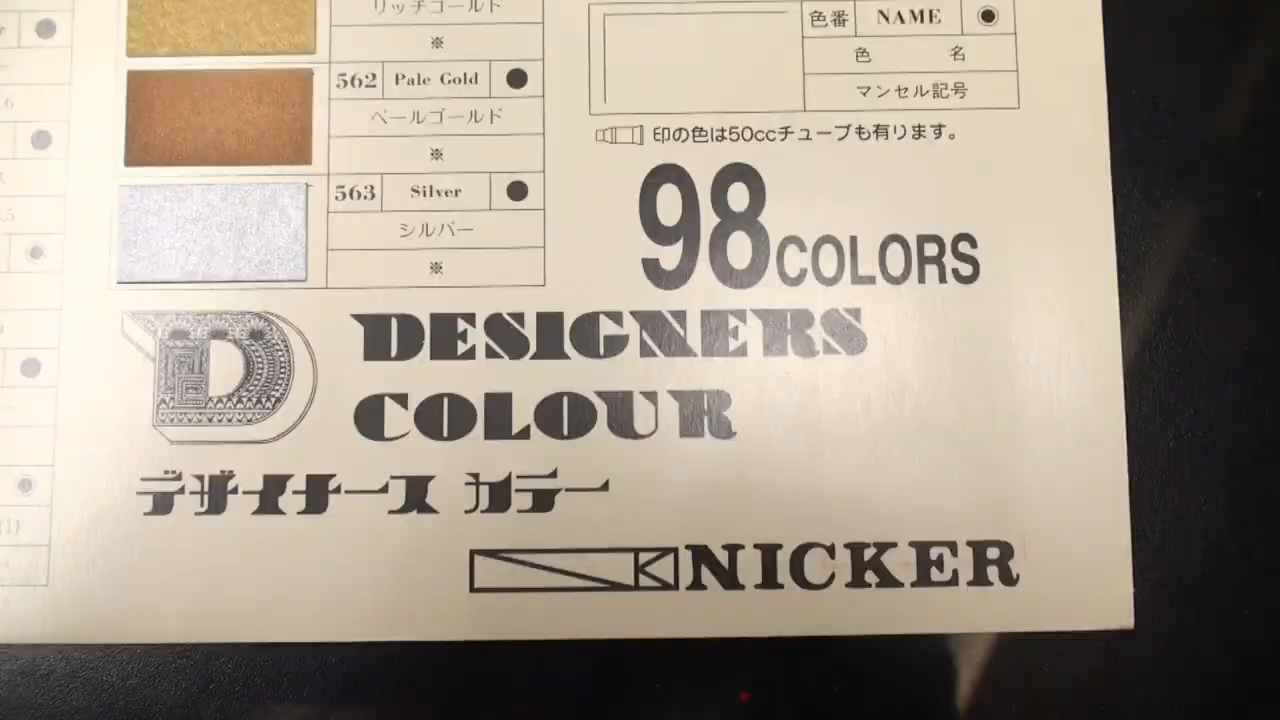 リッチゴールド
※
562 Pale Gold
ペールゴールド
※
563 Silver
シルバー
※
色番 NAME
色 名
マンセル記号
印の色は50ccチューブも有ります。
98COLORS
DESIGNERS
COLOUR
デザイナース カラー
NICKER